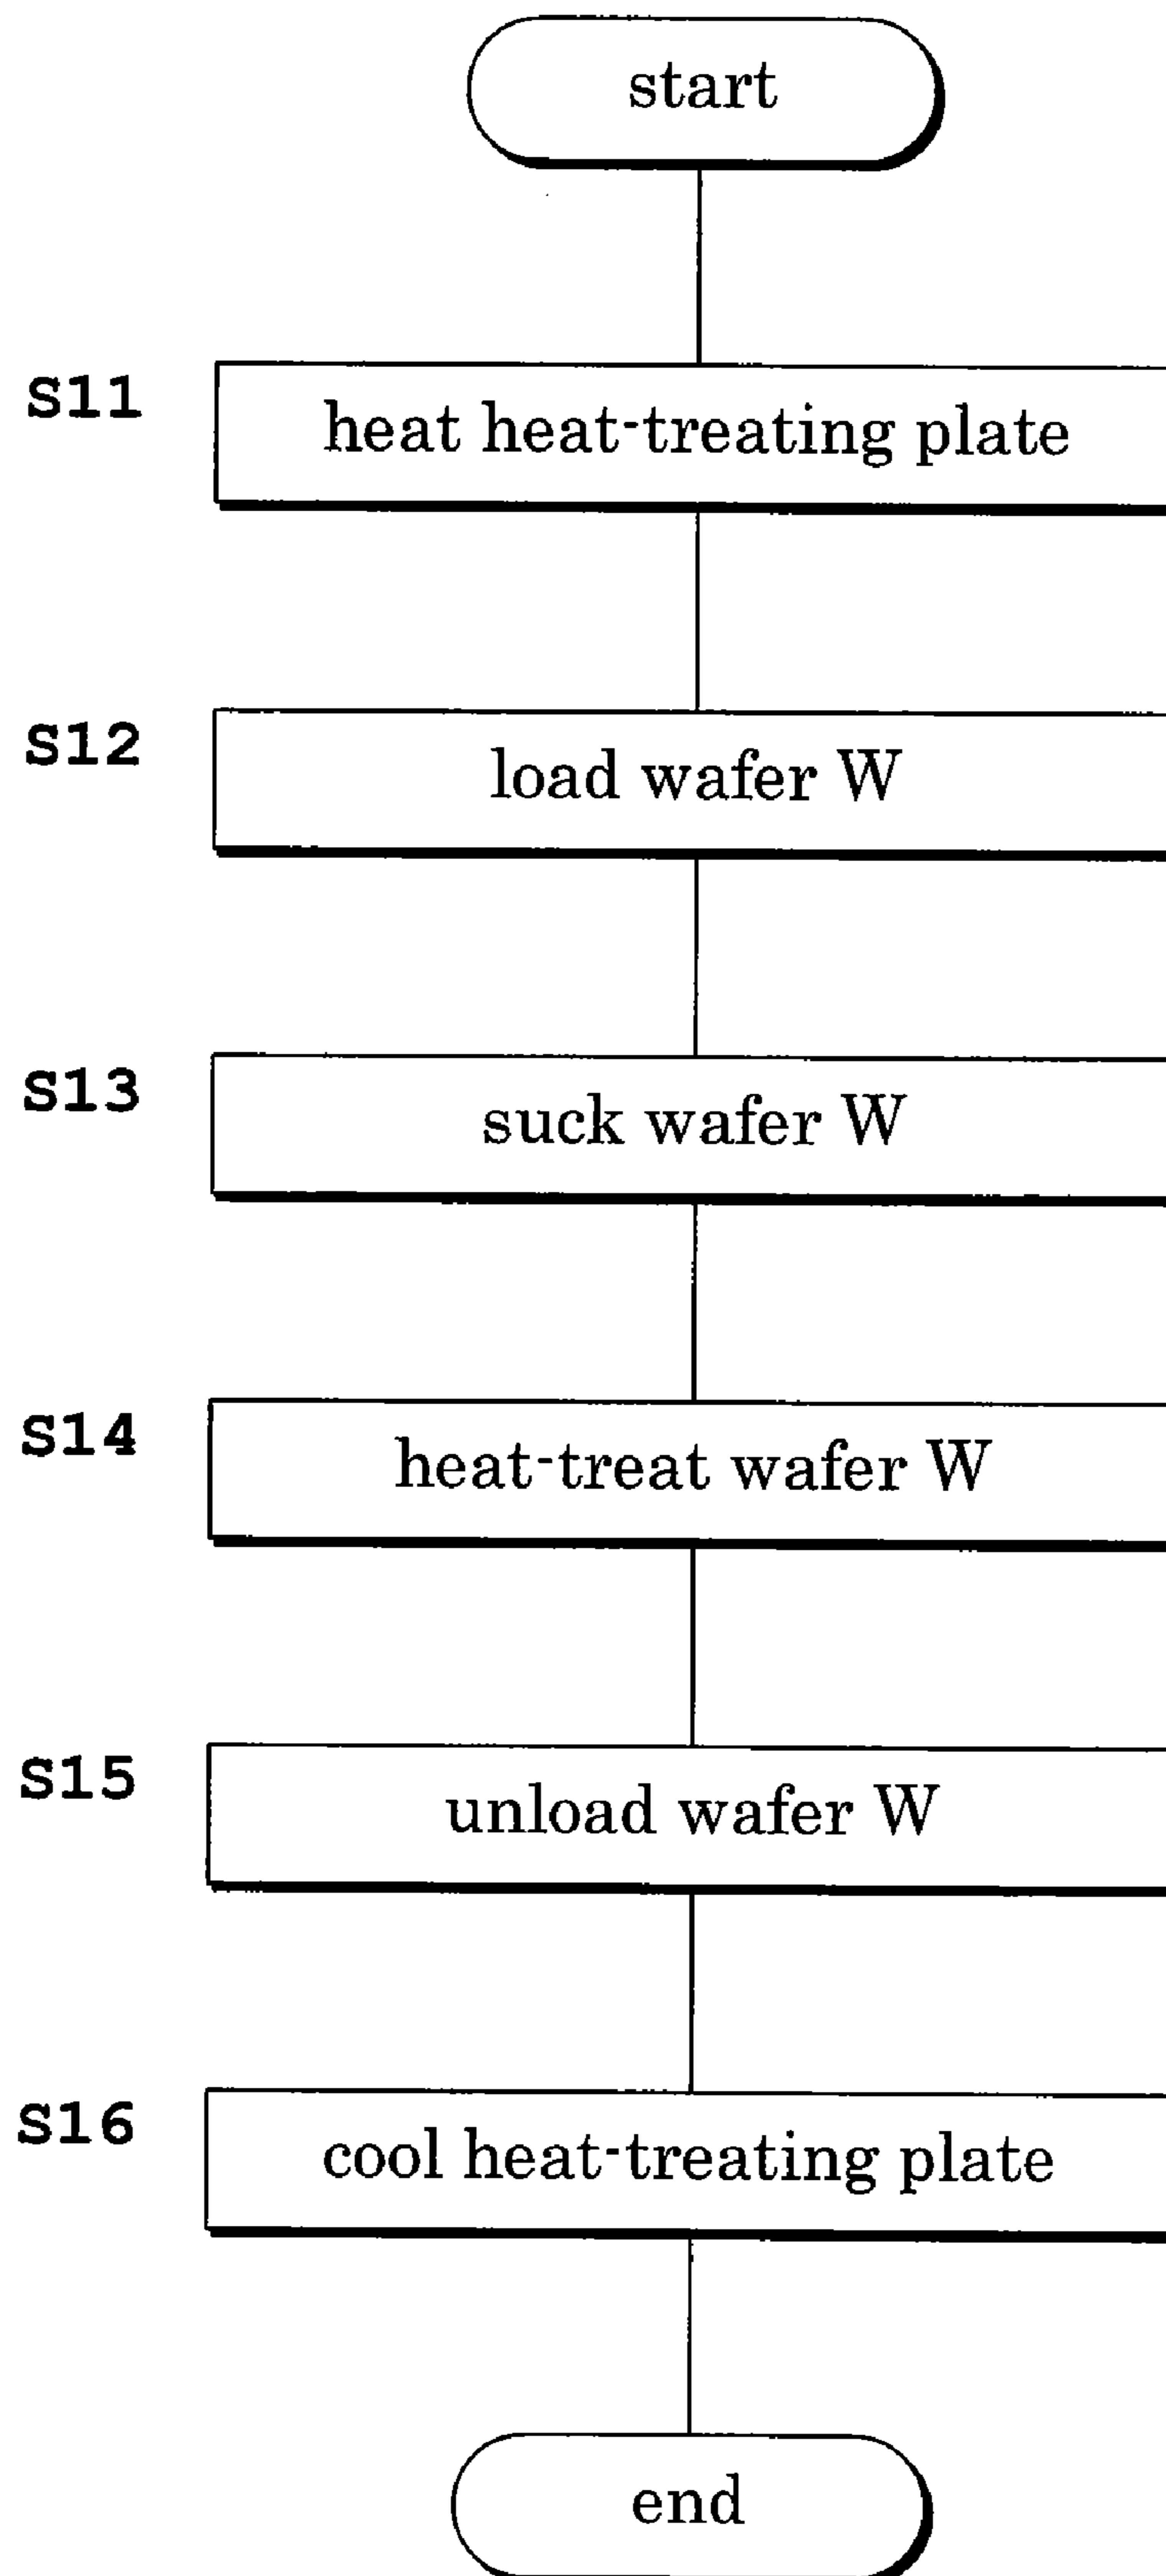 start
S11
heat heat-treating plate
S12
load wafer W
S13
suck wafer W
S14
heat-treat wafer W
S15
unload wafer W
S16
cool heat-treating plate
end